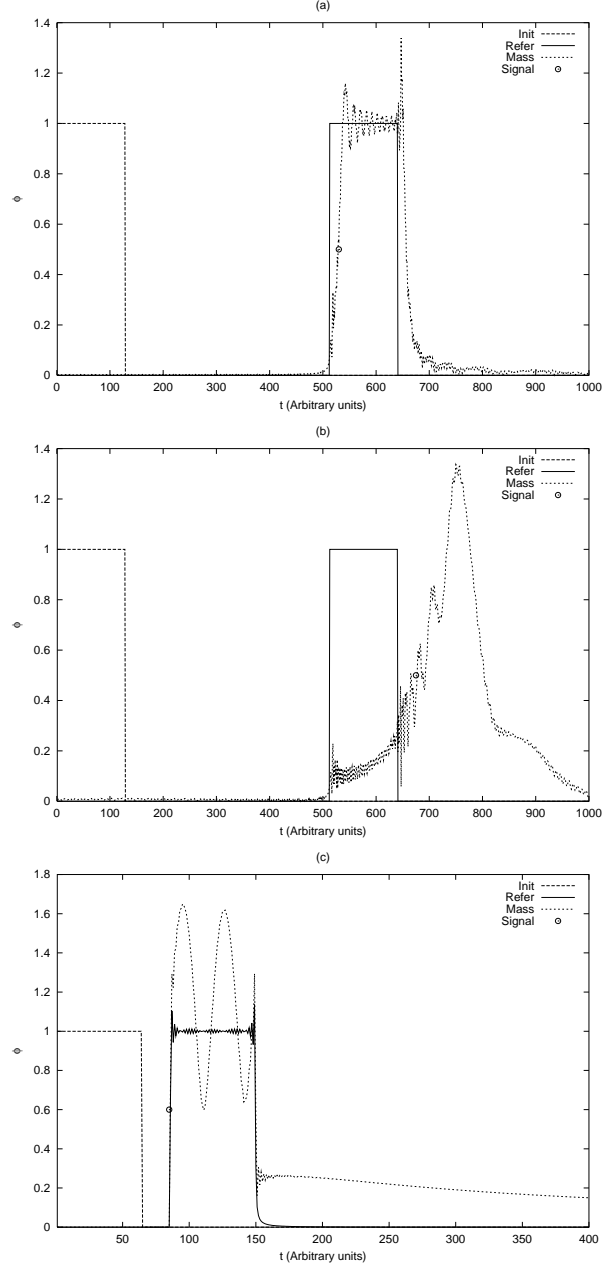 (a)
1.4
1.2
1
0.8
0.6
0.4
0.2
0
ϕ
Init
Refer
Mass
Signal
0 100 200 300 400 500 600 700 800 900 1000
t (Arbitrary units)
(b)
1.4
1.2
1
0.8
0.6
0.4
0.2
0
ϕ
Init
Refer
Mass
Signal
0 100 200 300 400 500 600 700 800 900 1000
t (Arbitrary units)
(c)
1.8
1.6
1.4
1.2
1
0.8
0.6
0.4
0.2
0
ϕ
Init
Refer
Mass
Signal
50 100 150 200 250 300 350 400
t (Arbitrary units)